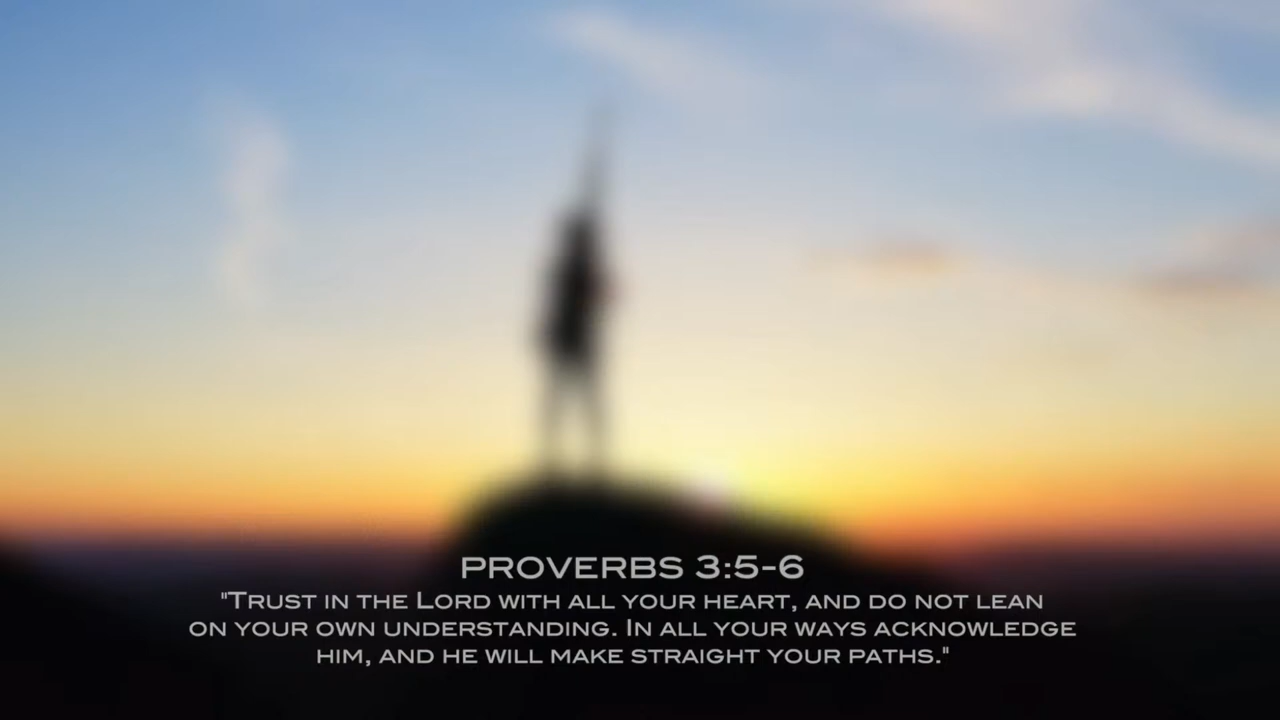 PROVERBS 3:5-6
"Trust in the Lord with all your heart, and do not lean
on your own understanding. In all your ways acknowledge
him, and he will make straight your paths."